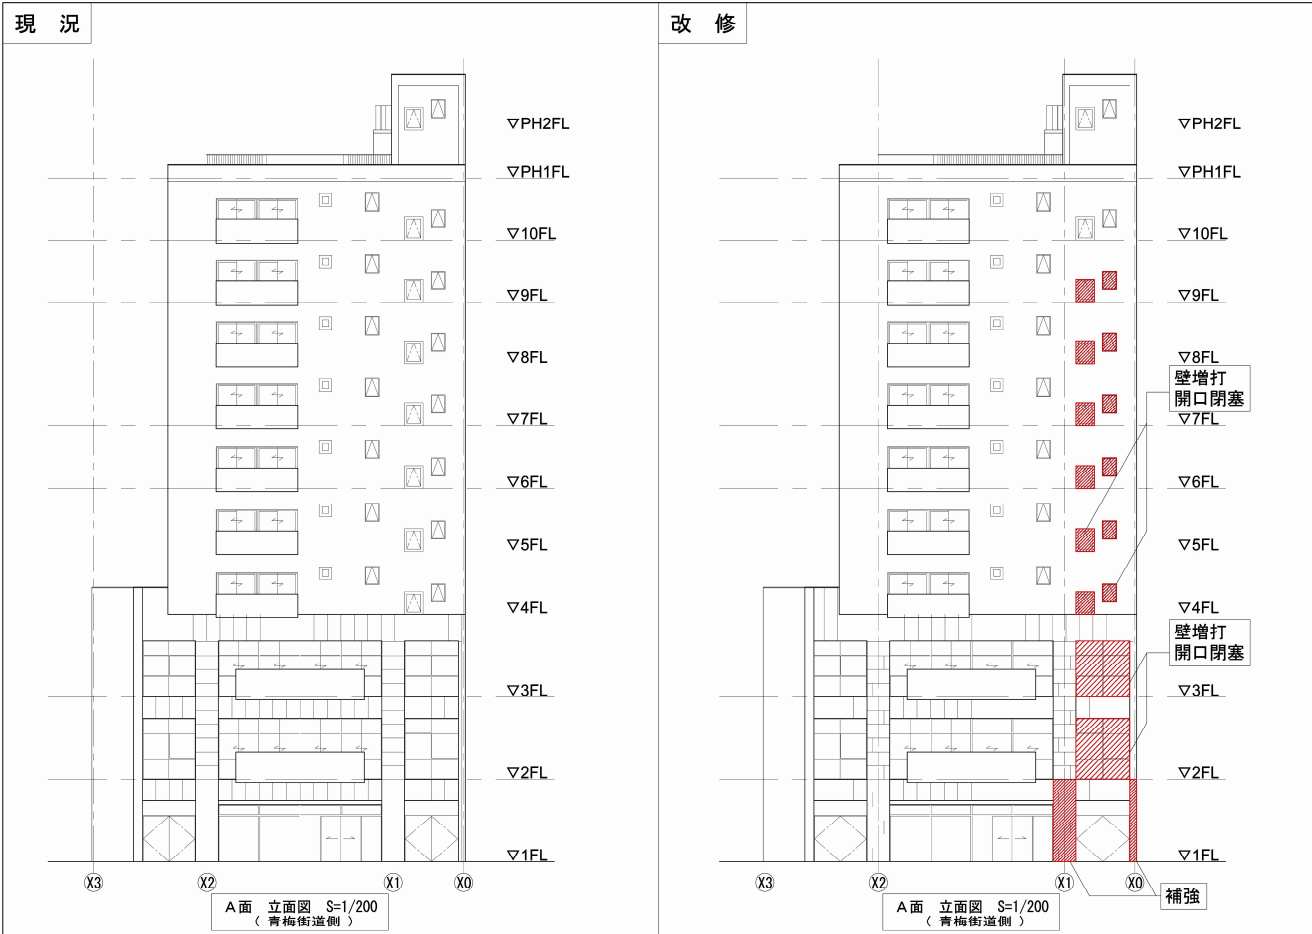 現 況
▽PH2FL
▽PH1FL
▽10FL
▽9FL
▽8FL
▽7FL
▽6FL
▽5FL
▽4FL
▽3FL
▽2FL
▽1FL
X3 X2 X1 X0
A面 立面図 S=1/200
( 青梅街道側 )
改 修
▽PH2FL
▽PH1FL
▽10FL
▽9FL
▽8FL
壁増打
開口閉塞
▽7FL
▽6FL
▽5FL
▽4FL
壁増打
開口閉塞
▽3FL
▽2FL
▽1FL
X3 X2 X1 X0
補強
A面 立面図 S=1/200
( 青梅街道側 )